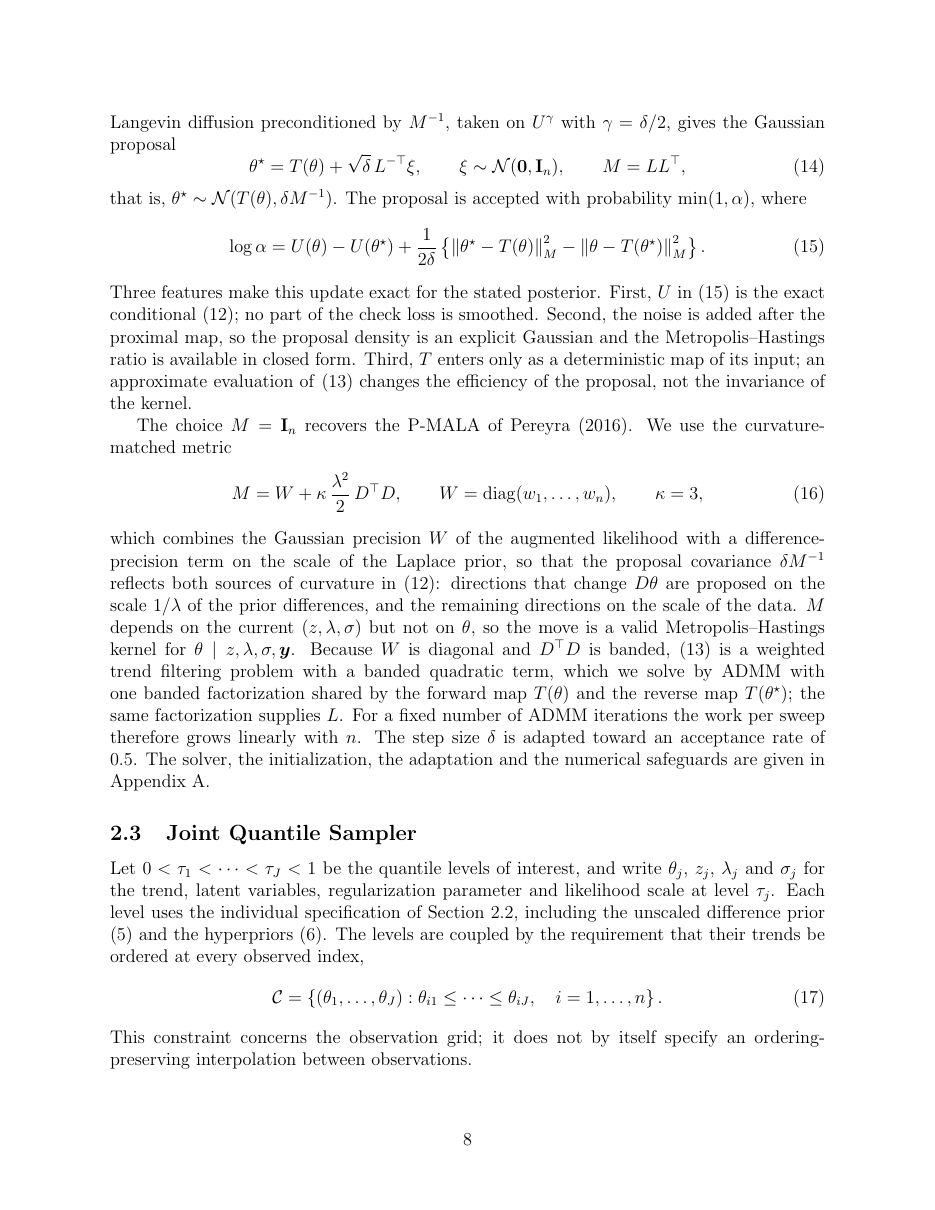 Langevin diffusion preconditioned by M⁻¹, taken on Uᵞ with γ = δ/2, gives the Gaussian
proposal
θ⋆ = T(θ) + √δ L⁻⊤ξ, ξ ∼ 𝒩(𝟎, 𝐈ₙ), M = LL⊤, (14)
that is, θ⋆ ∼ 𝒩(T(θ), δM⁻¹). The proposal is accepted with probability min(1, α), where
log α = U(θ) − U(θ⋆) + 1/2δ {‖θ⋆ − T(θ)‖²_M − ‖θ − T(θ⋆)‖²_M} . (15)
Three features make this update exact for the stated posterior. First, U in (15) is the exact
conditional (12); no part of the check loss is smoothed. Second, the noise is added after the
proximal map, so the proposal density is an explicit Gaussian and the Metropolis–Hastings
ratio is available in closed form. Third, T enters only as a deterministic map of its input; an
approximate evaluation of (13) changes the efficiency of the proposal, not the invariance of
the kernel.
The choice M = 𝐈ₙ recovers the P-MALA of Pereyra (2016). We use the curvature-
matched metric
M = W + κ λ²/2 D⊤D, W = diag(w₁, . . . , wₙ), κ = 3, (16)
which combines the Gaussian precision W of the augmented likelihood with a difference-
precision term on the scale of the Laplace prior, so that the proposal covariance δM⁻¹
reflects both sources of curvature in (12): directions that change Dθ are proposed on the
scale 1/λ of the prior differences, and the remaining directions on the scale of the data. M
depends on the current (z, λ, σ) but not on θ, so the move is a valid Metropolis–Hastings
kernel for θ | z, λ, σ, 𝒚. Because W is diagonal and D⊤D is banded, (13) is a weighted
trend filtering problem with a banded quadratic term, which we solve by ADMM with
one banded factorization shared by the forward map T(θ) and the reverse map T(θ⋆); the
same factorization supplies L. For a fixed number of ADMM iterations the work per sweep
therefore grows linearly with n. The step size δ is adapted toward an acceptance rate of
0.5. The solver, the initialization, the adaptation and the numerical safeguards are given in
Appendix A.
2.3 Joint Quantile Sampler
Let 0 < τ₁ < · · · < τ_J < 1 be the quantile levels of interest, and write θⱼ, zⱼ, λⱼ and σⱼ for
the trend, latent variables, regularization parameter and likelihood scale at level τⱼ. Each
level uses the individual specification of Section 2.2, including the unscaled difference prior
(5) and the hyperpriors (6). The levels are coupled by the requirement that their trends be
ordered at every observed index,
𝒞 = {(θ₁, . . . , θ_J) : θᵢ₁ ≤ · · · ≤ θ_{iJ}, i = 1, . . . , n} . (17)
This constraint concerns the observation grid; it does not by itself specify an ordering-
preserving interpolation between observations.
8